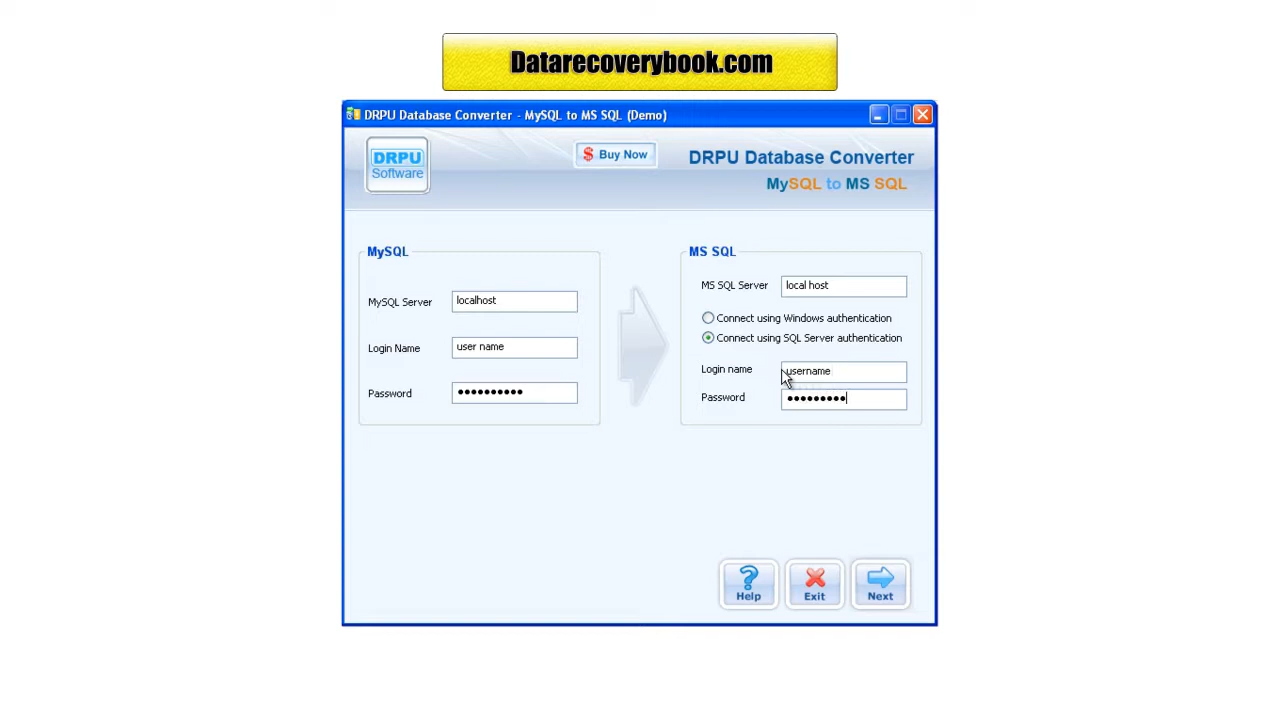 Datarecoverybook.com
DRPU Database Converter - MySQL to MS SQL (Demo)
DRPU
Software
$ Buy Now
DRPU Database Converter
MySQL to MS SQL
MySQL
MySQL Server
localhost
Login Name
user name
Password
••••••••••
MS SQL
MS SQL Server
local host
Connect using Windows authentication
Connect using SQL Server authentication
Login name
username
Password
•••••••••
Help
Exit
Next